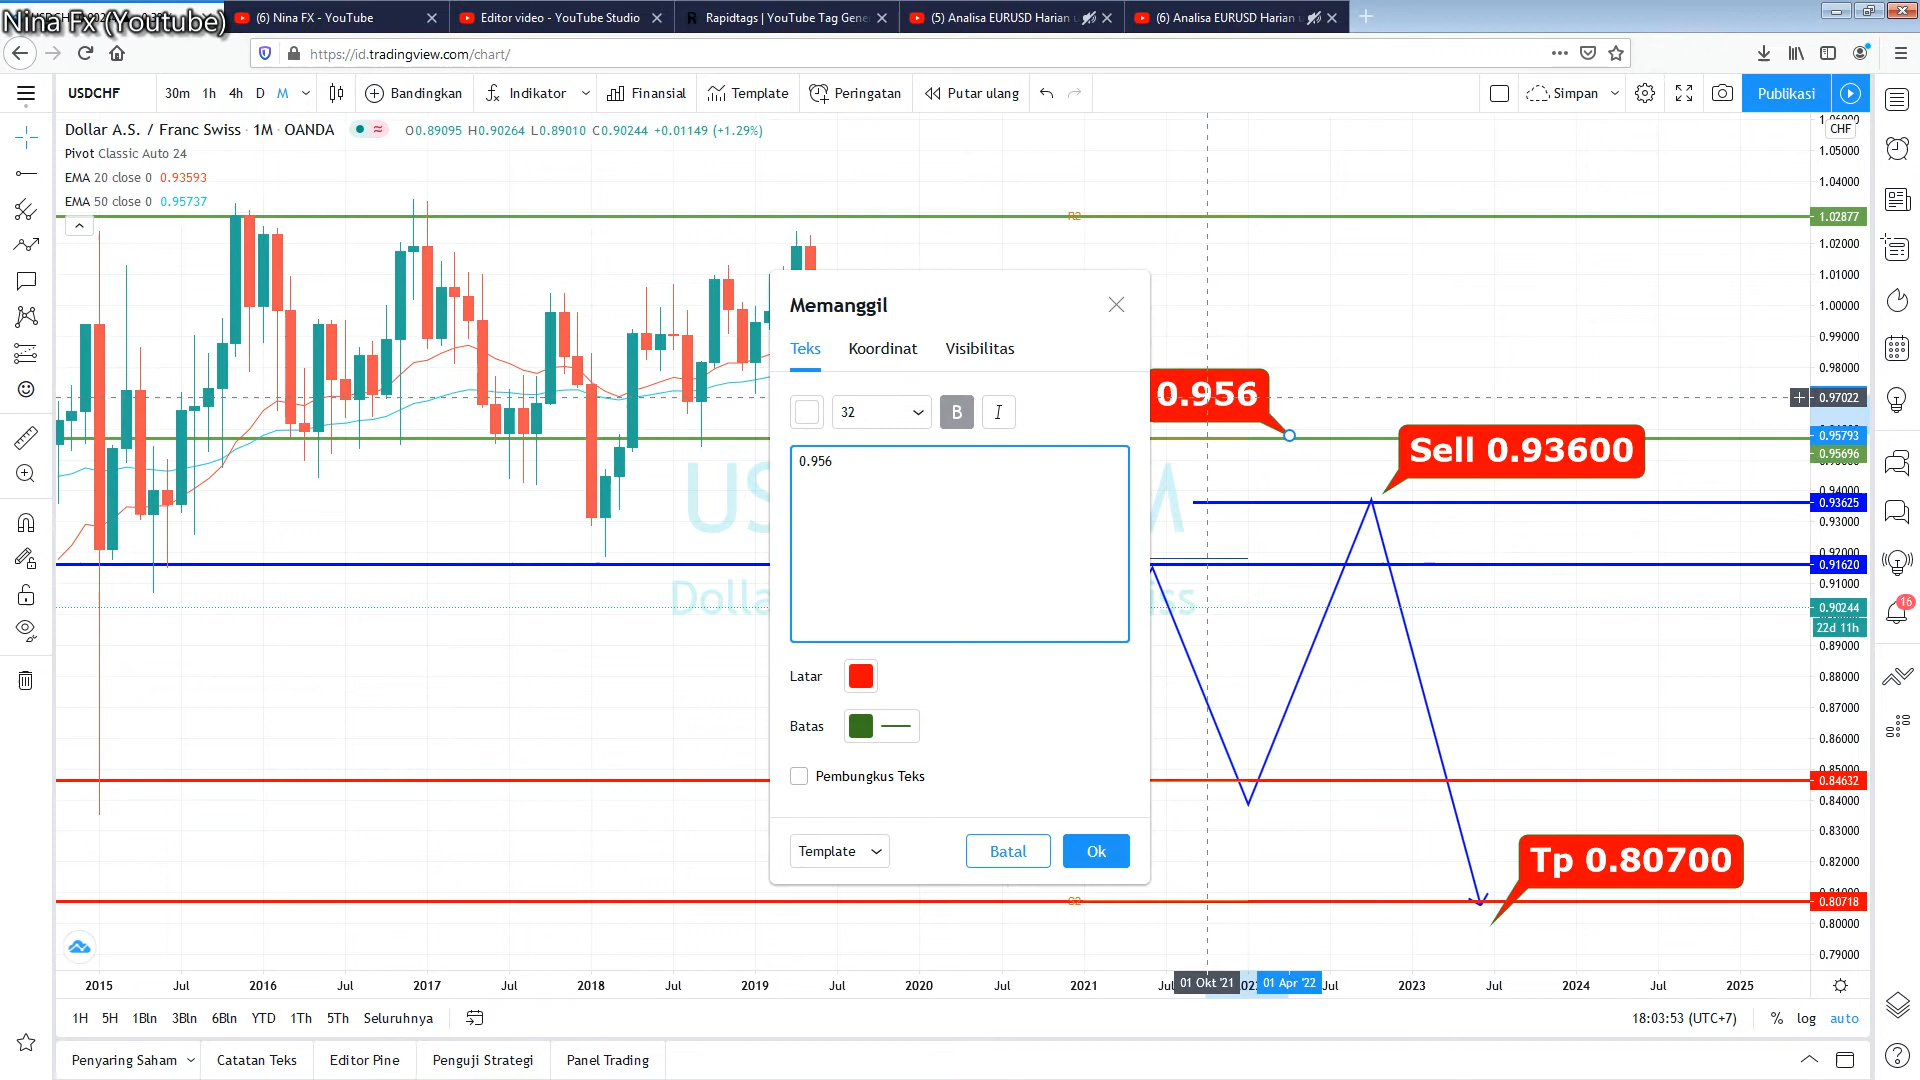 Nina Fx (Youtube)
(6) Nina FX - YouTube
Editor video - YouTube Studio
Rapidtags | YouTube Tag Gene
(5) Analisa EURUSD Harian
(6) Analisa EURUSD Harian
https://id.tradingview.com/chart/
USDCHF 30m 1h 4h D M Bandingkan Indikator Finansial Template Peringatan Putar ulang Simpan Publikasi
Dollar A.S. / Franc Swiss · 1M · OANDA O0.89095 H0.90264 L0.89010 C0.90244 +0.01149 (+1.29%)
Pivot Classic Auto 24
EMA 20 close 0 0.93593
EMA 50 close 0 0.95737
CHF
1.05000
1.04000
1.02877
1.02000
1.01000
1.00000
0.99000
0.98000
0.97022
0.95793
0.95696
0.94000
0.93625
0.93000
0.92000
0.91620
0.91000
0.90244
22d 11h
0.89000
0.88000
0.87000
0.86000
0.84632
0.84000
0.83000
0.82000
0.80718
0.80000
0.79000
R2
0.956
Sell 0.93600
Tp 0.80700
Memanggil
Teks Koordinat Visibilitas
32 B I
0.956
Latar
Batas
Pembungkus Teks
Template Batal Ok
16
2015 Jul 2016 Jul 2017 Jul 2018 Jul 2019 Jul 2020 Jul 2021 01 Okt '21 01 Apr '22 Jul 2023 Jul 2024 Jul 2025
1H 5H 1Bln 3Bln 6Bln YTD 1Th 5Th Seluruhnya 18:03:53 (UTC+7) % log auto
Penyaring Saham Catatan Teks Editor Pine Penguji Strategi Panel Trading